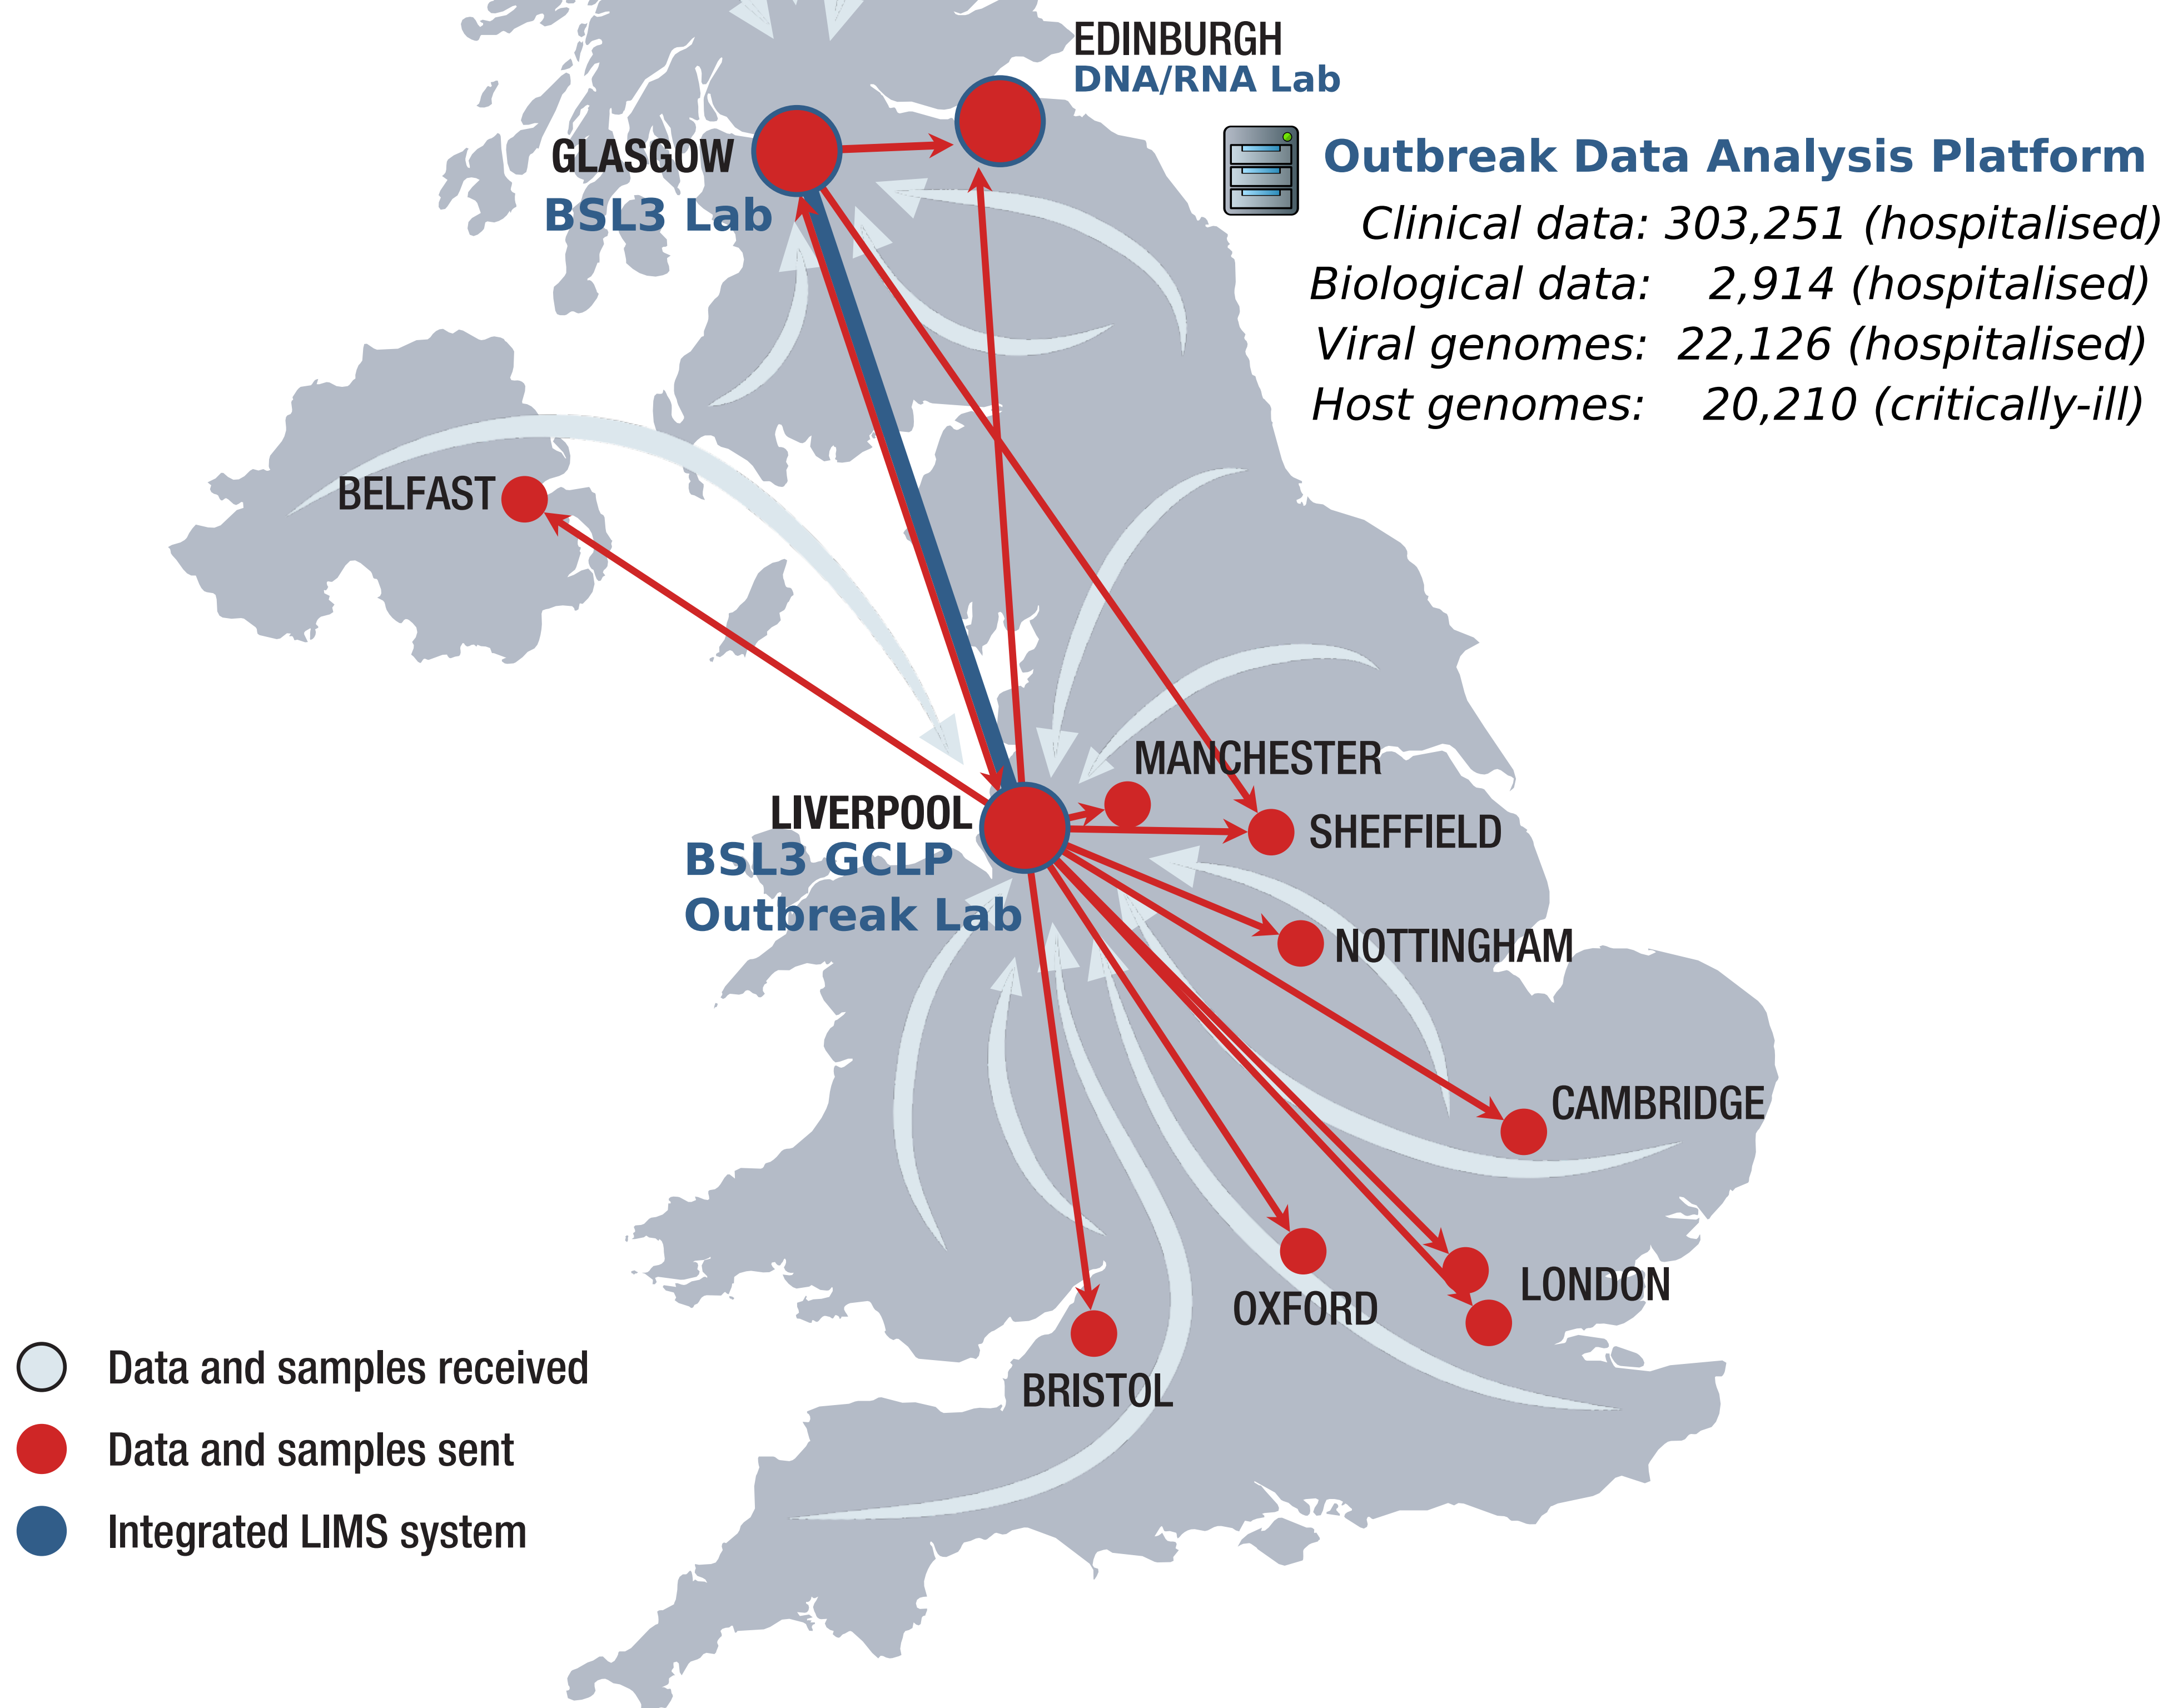 EDINBURGH
DNA/RNA Lab
GLASGOW
BSL3 Lab
Outbreak Data Analysis Platform
Clinical data: 303,251 (hospitalised)
Biological data: 2,914 (hospitalised)
Viral genomes: 22,126 (hospitalised)
Host genomes: 20,210 (critically-ill)
BELFAST
MANCHESTER
LIVERPOOL
BSL3 GCLP
Outbreak Lab
SHEFFIELD
NOTTINGHAM
CAMBRIDGE
LONDON
OXFORD
BRISTOL
Data and samples received
Data and samples sent
Integrated LIMS system